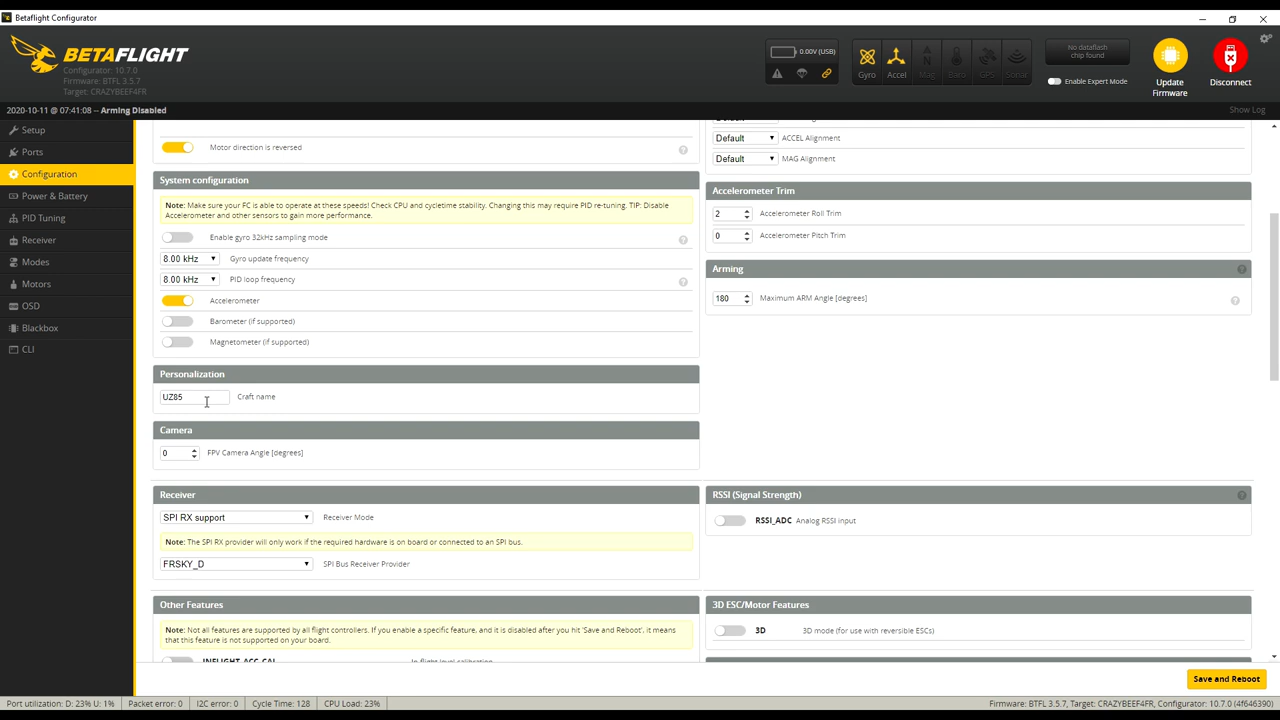 Betaflight Configurator
BETAFLIGHT
Configurator: 10.7.0
Firmware: BTFL 3.5.7
Target: CRAZYBEEF4FR
0.00V (USB)
Gyro
Accel
Mag
Baro
GPS
Sonar
No dataflash
chip found
Enable Expert Mode
Update
Firmware
Disconnect
2020-10-11 @ 07:41:08 -- Arming Disabled
Show Log
Setup
Ports
Configuration
Power & Battery
PID Tuning
Receiver
Modes
Motors
OSD
Blackbox
CLI
Motor direction is reversed
System configuration
Note: Make sure your FC is able to operate at these speeds! Check CPU and cycletime stability. Changing this may require PID re-tuning. TIP: Disable
Accelerometer and other sensors to gain more performance.
Enable gyro 32kHz sampling mode
8.00 kHz Gyro update frequency
8.00 kHz PID loop frequency
Accelerometer
Barometer (if supported)
Magnetometer (if supported)
Personalization
UZ85 Craft name
Camera
0 FPV Camera Angle [degrees]
Default ACCEL Alignment
Default MAG Alignment
Accelerometer Trim
2 Accelerometer Roll Trim
0 Accelerometer Pitch Trim
Arming
180 Maximum ARM Angle [degrees]
Receiver
SPI RX support Receiver Mode
Note: The SPI RX provider will only work if the required hardware is on board or connected to an SPI bus.
FRSKY_D SPI Bus Receiver Provider
RSSI (Signal Strength)
RSSI_ADC Analog RSSI input
Other Features
Note: Not all features are supported by all flight controllers. If you enable a specific feature, and it is disabled after you hit 'Save and Reboot', it means
that this feature is not supported on your board.
INFLIGHT_ACC_CAL In-flight level calibration
3D ESC/Motor Features
3D 3D mode (for use with reversible ESCs)
Save and Reboot
Port utilization: D: 23% U: 1% Packet error: 0 I2C error: 0 Cycle Time: 128 CPU Load: 23%
Firmware: BTFL 3.5.7, Target: CRAZYBEEF4FR, Configurator: 10.7.0 (4f646390)